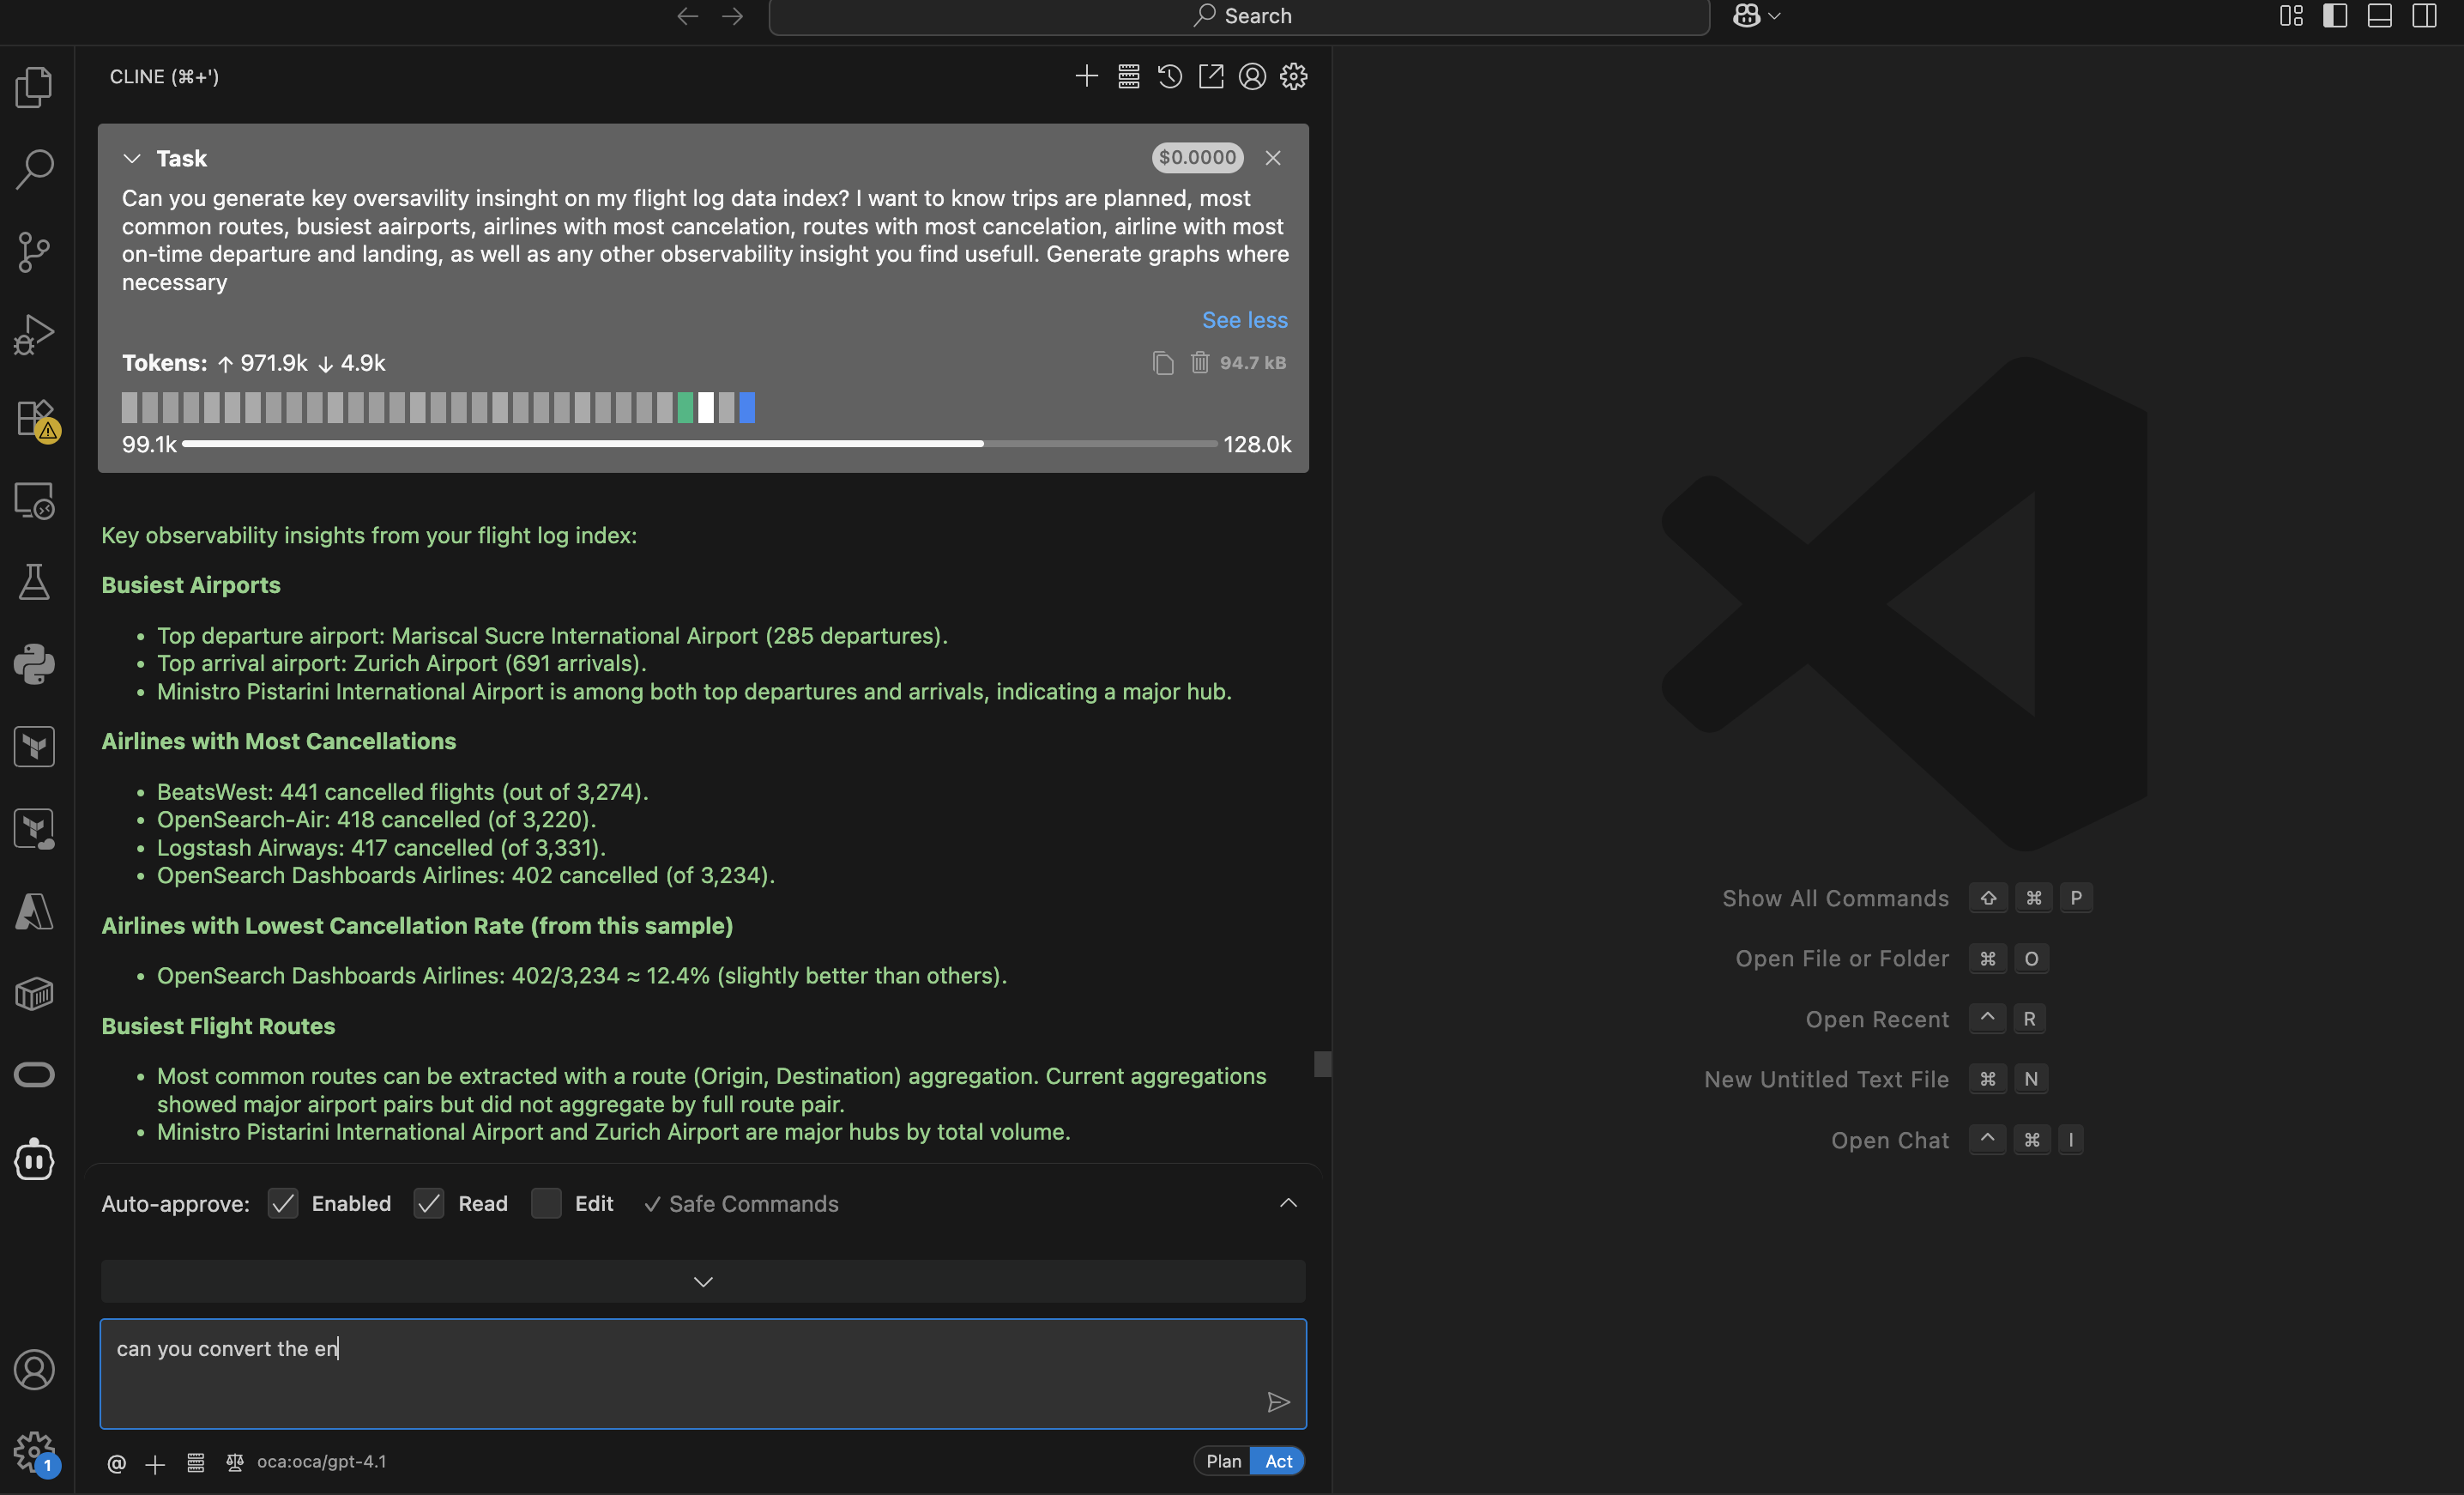 Search
CLINE (⌘+')
Task
$0.0000
Can you generate key oversavility insinght on my flight log data index? I want to know trips are planned, most
common routes, busiest aairports, airlines with most cancelation, routes with most cancelation, airline with most
on-time departure and landing, as well as any other observability insight you find usefull. Generate graphs where
necessary
See less
Tokens: ↑ 971.9k ↓ 4.9k
94.7 kB
99.1k
128.0k
Key observability insights from your flight log index:
Busiest Airports
• Top departure airport: Mariscal Sucre International Airport (285 departures).
• Top arrival airport: Zurich Airport (691 arrivals).
• Ministro Pistarini International Airport is among both top departures and arrivals, indicating a major hub.
Airlines with Most Cancellations
• BeatsWest: 441 cancelled flights (out of 3,274).
• OpenSearch-Air: 418 cancelled (of 3,220).
• Logstash Airways: 417 cancelled (of 3,331).
• OpenSearch Dashboards Airlines: 402 cancelled (of 3,234).
Airlines with Lowest Cancellation Rate (from this sample)
• OpenSearch Dashboards Airlines: 402/3,234 ≈ 12.4% (slightly better than others).
Busiest Flight Routes
• Most common routes can be extracted with a route (Origin, Destination) aggregation. Current aggregations
showed major airport pairs but did not aggregate by full route pair.
• Ministro Pistarini International Airport and Zurich Airport are major hubs by total volume.
Auto-approve: Enabled Read Edit ✓ Safe Commands
can you convert the en
@ oca:oca/gpt-4.1
Plan Act
1
Show All Commands ⇧ ⌘ P
Open File or Folder ⌘ O
Open Recent ^ R
New Untitled Text File ⌘ N
Open Chat ^ ⌘ I